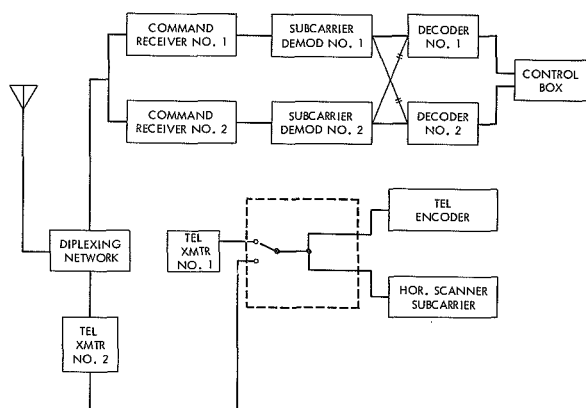 COMMAND
RECEIVER NO. 1
SUBCARRIER
DEMOD NO. 1
DECODER
NO. 1
CONTROL
BOX
COMMAND
RECEIVER NO. 2
SUBCARRIER
DEMOD NO. 2
DECODER
NO. 2
TEL
ENCODER
DIPLEXING
NETWORK
TEL
XMTR
NO. 1
HOR. SCANNER
SUBCARRIER
TEL
XMTR
NO. 2